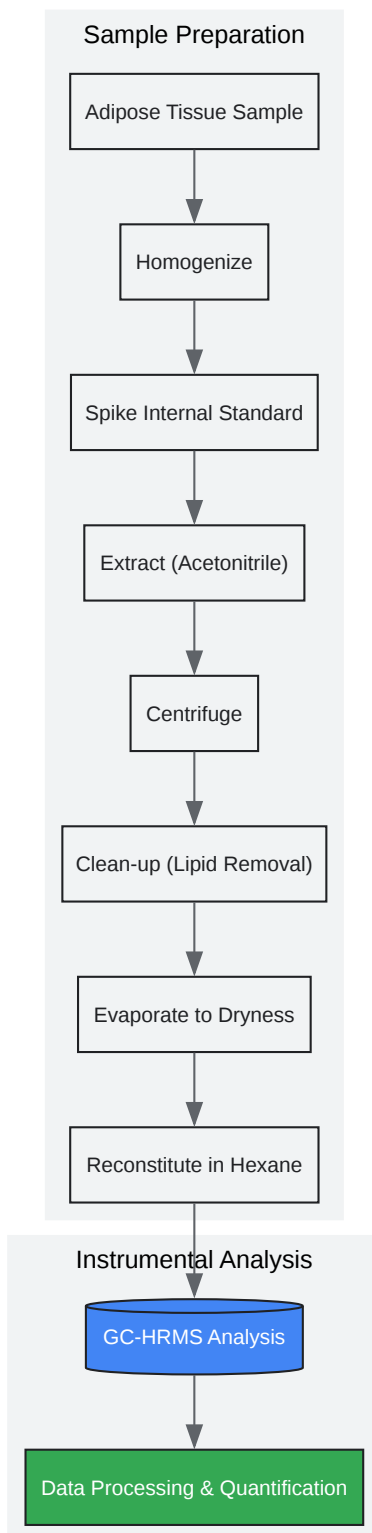 Sample Preparation
Adipose Tissue Sample
Homogenize
Spike Internal Standard
Extract (Acetonitrile)
Centrifuge
Clean-up (Lipid Removal)
Evaporate to Dryness
Reconstitute in Hexane
Instrumental Analysis
GC-HRMS Analysis
Data Processing & Quantification